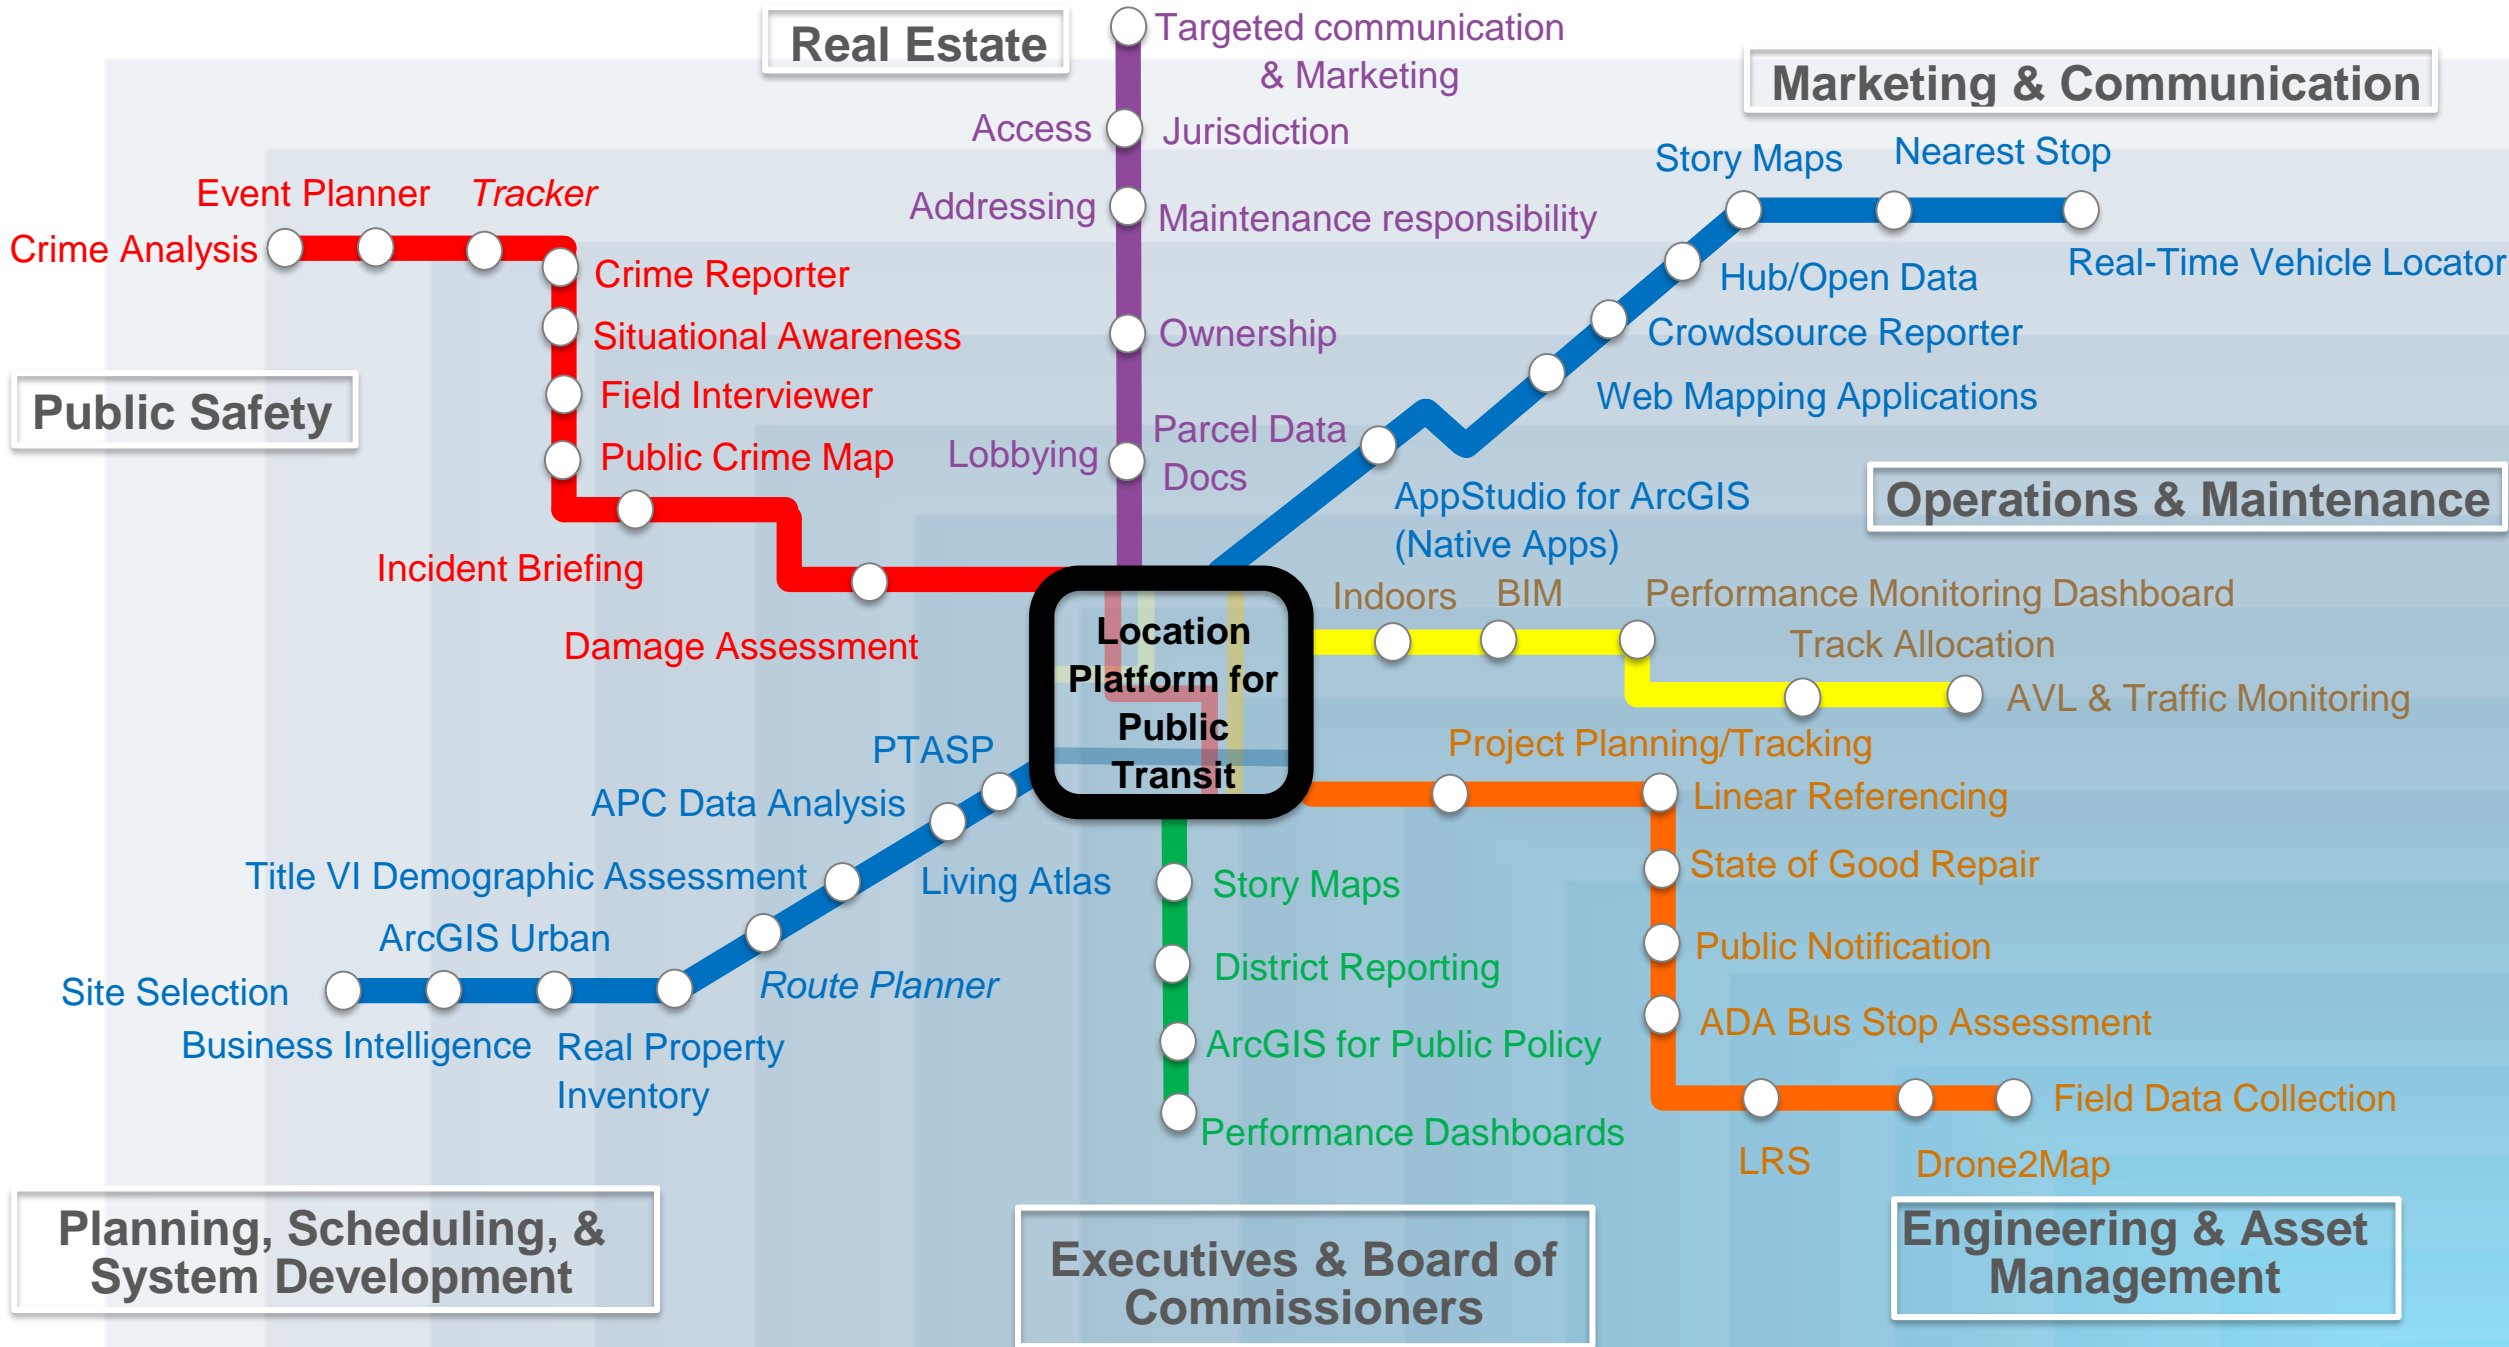 Real Estate
Targeted communication
& Marketing
Access
Jurisdiction
Addressing
Maintenance responsibility
Ownership
Lobbying
Parcel Data
Docs
Marketing & Communication
Story Maps
Nearest Stop
Real-Time Vehicle Locator
Hub/Open Data
Crowdsource Reporter
Web Mapping Applications
AppStudio for ArcGIS
(Native Apps)
Event Planner
Tracker
Crime Analysis
Crime Reporter
Situational Awareness
Field Interviewer
Public Crime Map
Public Safety
Incident Briefing
Damage Assessment
Operations & Maintenance
Indoors
BIM
Performance Monitoring Dashboard
Track Allocation
AVL & Traffic Monitoring
Location
Platform for
Public
Transit
PTASP
APC Data Analysis
Title VI Demographic Assessment
Living Atlas
ArcGIS Urban
Route Planner
Site Selection
Business Intelligence
Real Property
Inventory
Planning, Scheduling, &
System Development
Story Maps
District Reporting
ArcGIS for Public Policy
Performance Dashboards
Executives & Board of
Commissioners
Project Planning/Tracking
Linear Referencing
State of Good Repair
Public Notification
ADA Bus Stop Assessment
Field Data Collection
LRS
Drone2Map
Engineering & Asset
Management